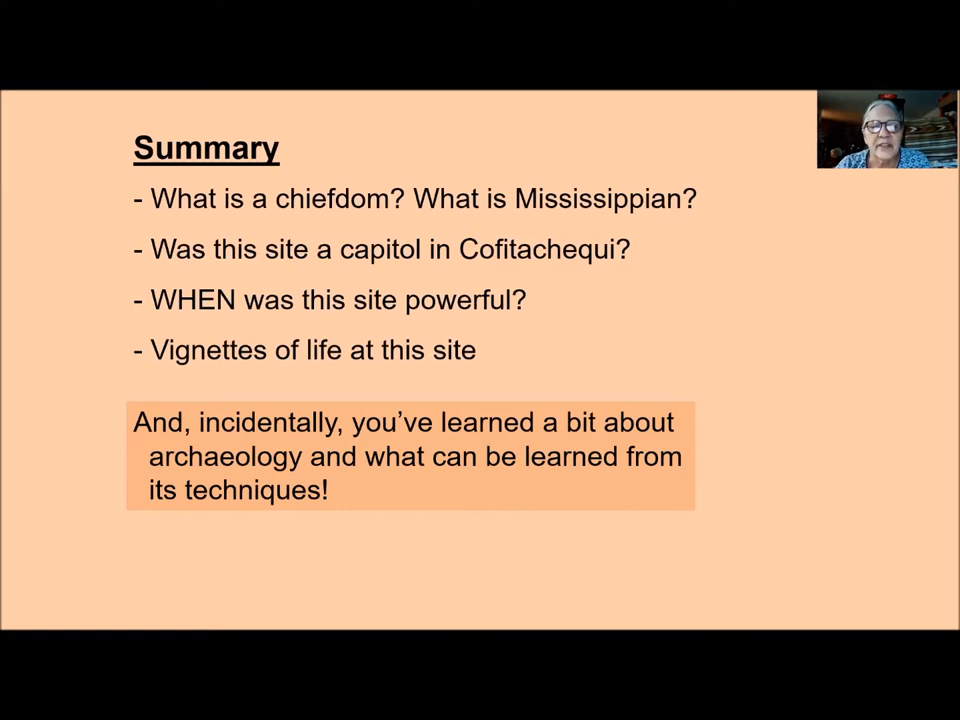 Summary
- What is a chiefdom? What is Mississippian?
- Was this site a capitol in Cofitachequi?
- WHEN was this site powerful?
- Vignettes of life at this site
And, incidentally, you’ve learned a bit about
archaeology and what can be learned from
its techniques!